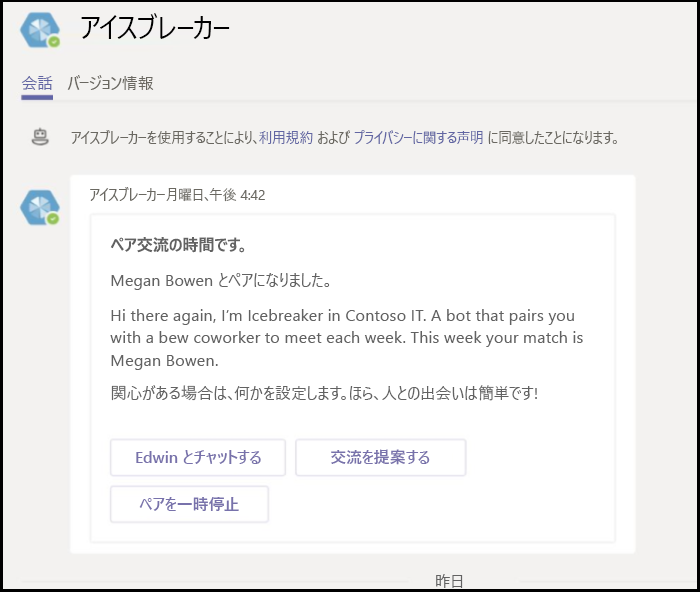 アイスブレーカー
会話 バージョン情報
アイスブレーカーを使用することにより、利用規約 および プライバシーに関する声明 に同意したことになります。
アイスブレーカー月曜日、午後 4:42
ペア交流の時間です。
Megan Bowen とペアになりました。
Hi there again, I'm Icebreaker in Contoso IT. A bot that pairs you
with a bew coworker to meet each week. This week your match is
Megan Bowen.
関心がある場合は、何かを設定します。ほら、人との出会いは簡単です!
Edwin とチャットする 交流を提案する
ペアを一時停止
昨日